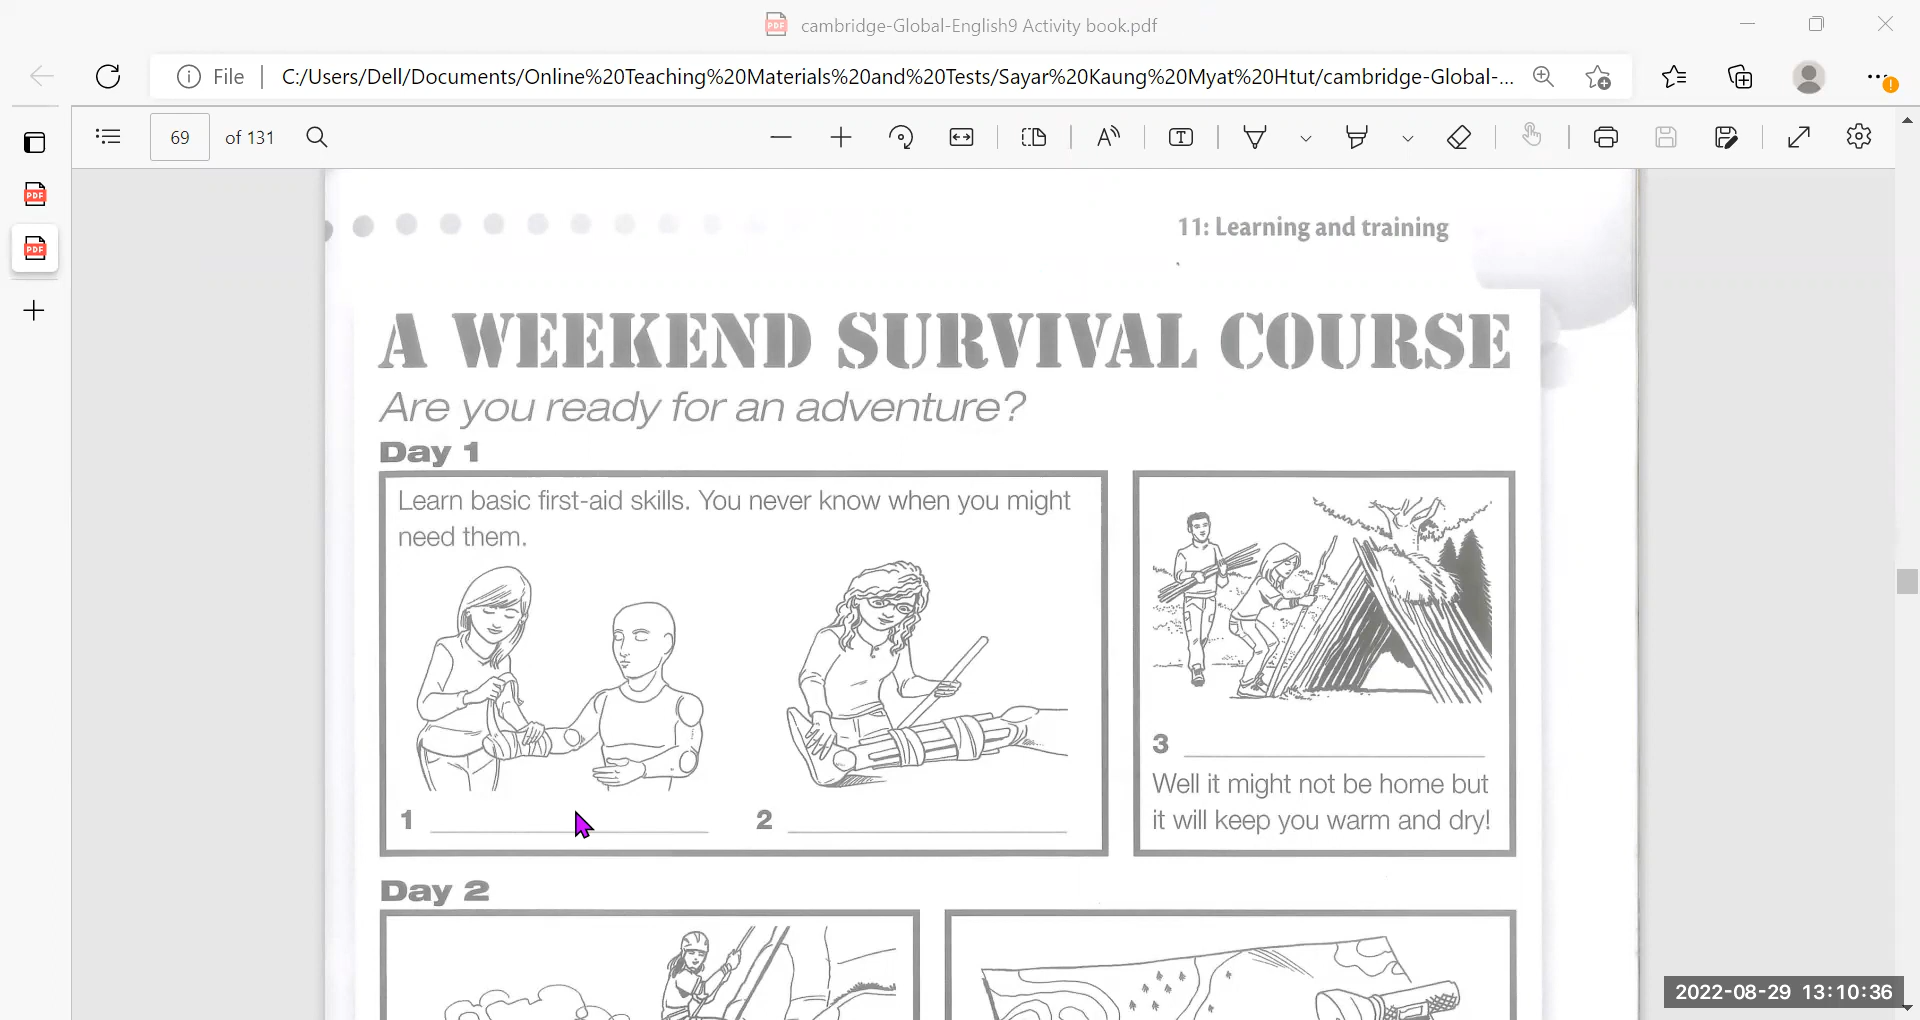 cambridge-Global-English9 Activity book.pdf
File
C:/Users/Dell/Documents/Online%20Teaching%20Materials%20and%20Tests/Sayar%20Kaung%20Myat%20Htut/cambridge-Global-...
69 of 131
11: Learning and training
A WEEKEND SURVIVAL COURSE
Are you ready for an adventure?
Day 1
Learn basic first-aid skills. You never know when you might
need them.
1
2
3
Well it might not be home but
it will keep you warm and dry!
Day 2
2022-08-29 13:10:36